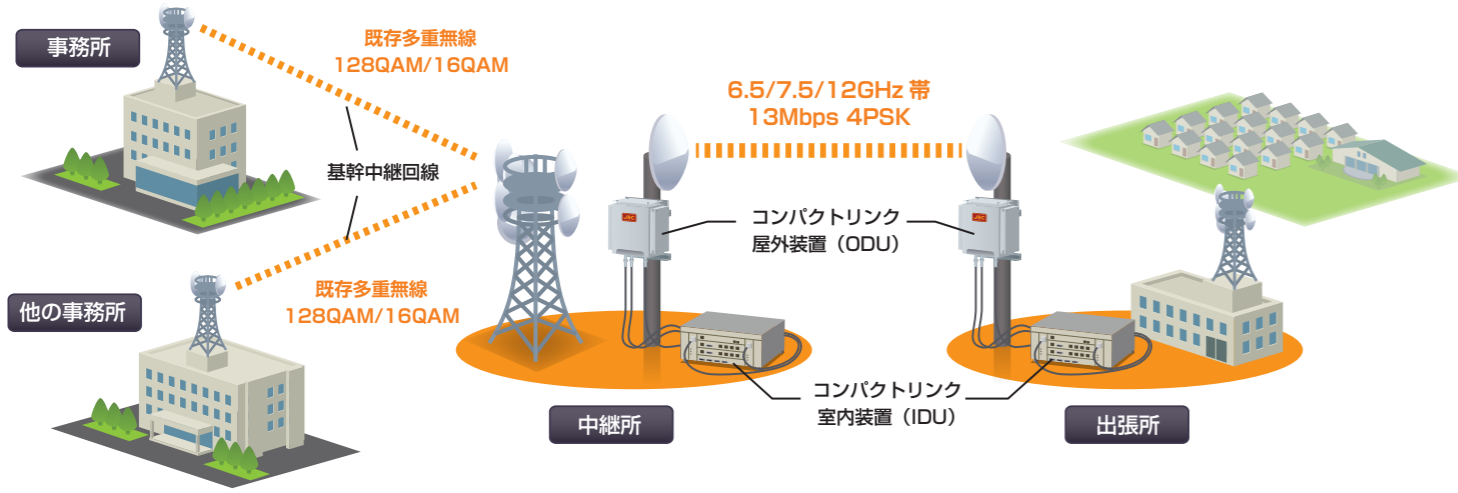 事務所
既存多重無線
128QAM/16QAM
基幹中継回線
他の事務所
既存多重無線
128QAM/16QAM
6.5/7.5/12GHz 帯
13Mbps 4PSK
JRC
JRC
コンパクトリンク
屋外装置（ODU）
コンパクトリンク
室内装置（IDU）
中継所
出張所